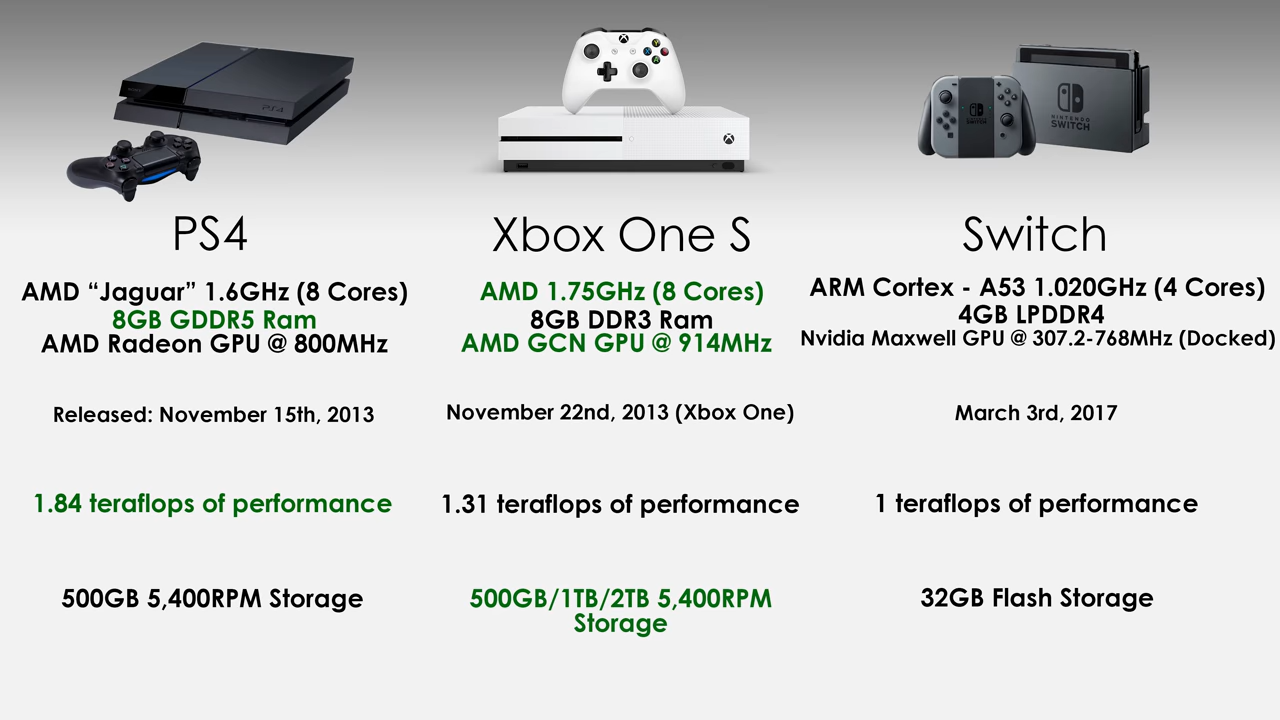 PS4
NINTENDO
SWITCH
PS4
Xbox One S
Switch
AMD “Jaguar” 1.6GHz (8 Cores)
8GB GDDR5 Ram
AMD Radeon GPU @ 800MHz
AMD 1.75GHz (8 Cores)
8GB DDR3 Ram
AMD GCN GPU @ 914MHz
ARM Cortex - A53 1.020GHz (4 Cores)
4GB LPDDR4
Nvidia Maxwell GPU @ 307.2-768MHz (Docked)
Released: November 15th, 2013
November 22nd, 2013 (Xbox One)
March 3rd, 2017
1.84 teraflops of performance
1.31 teraflops of performance
1 teraflops of performance
500GB 5,400RPM Storage
500GB/1TB/2TB 5,400RPM
Storage
32GB Flash Storage